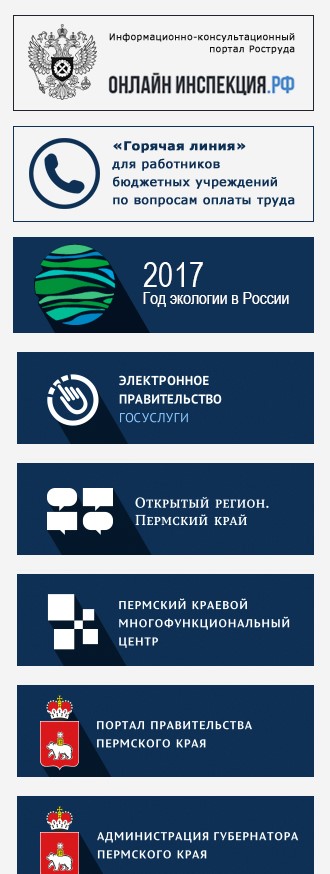 Информационно-консультационный
портал Роструда
ОНЛАЙН ИНСПЕКЦИЯ.РФ
«Горячая линия»
для работников
бюджетных учреждений
по вопросам оплаты труда
2017
Год экологии в России
ЭЛЕКТРОННОЕ
ПРАВИТЕЛЬСТВО
ГОСУСЛУГИ
Открытый регион.
Пермский край
ПЕРМСКИЙ КРАЕВОЙ
МНОГОФУНКЦИОНАЛЬНЫЙ
ЦЕНТР
ПОРТАЛ ПРАВИТЕЛЬСТВА
ПЕРМСКОГО КРАЯ
АДМИНИСТРАЦИЯ ГУБЕРНАТОРА
ПЕРМСКОГО КРАЯ